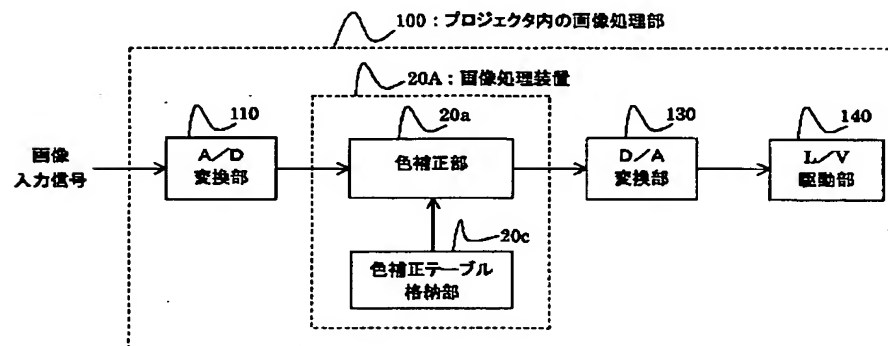 100：プロジェクタ内の画像処理部
20A：画像処理装置
110
20a
130
140
画像
入力信号
A／D
変換部
色補正部
D／A
変換部
L／V
駆動部
20c
色補正テーブル
格納部